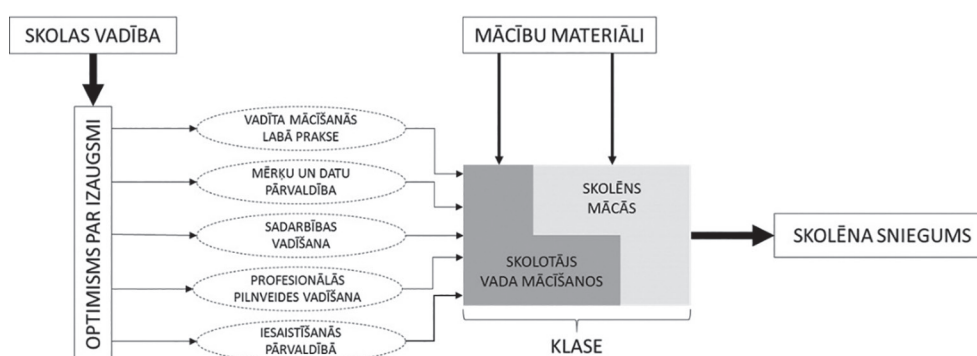 SKOLAS VADĪBA
MĀCĪBU MATERIĀLI
OPTIMISMS PAR IZAUGSMI
VADĪTA MĀCĪŠANĀS
LABĀ PRAKSE
MĒRĶU UN DATU
PĀRVALDĪBA
SADARBĪBAS
VADĪŠANA
PROFESIONĀLĀS
PILNVEIDES VADĪŠANA
IESAISTĪŠANĀS
PĀRVALDĪBĀ
SKOLĒNS
MĀCĀS
SKOLOTĀJS
VADA MĀCĪŠANOS
KLASE
SKOLĒNA SNIEGUMS